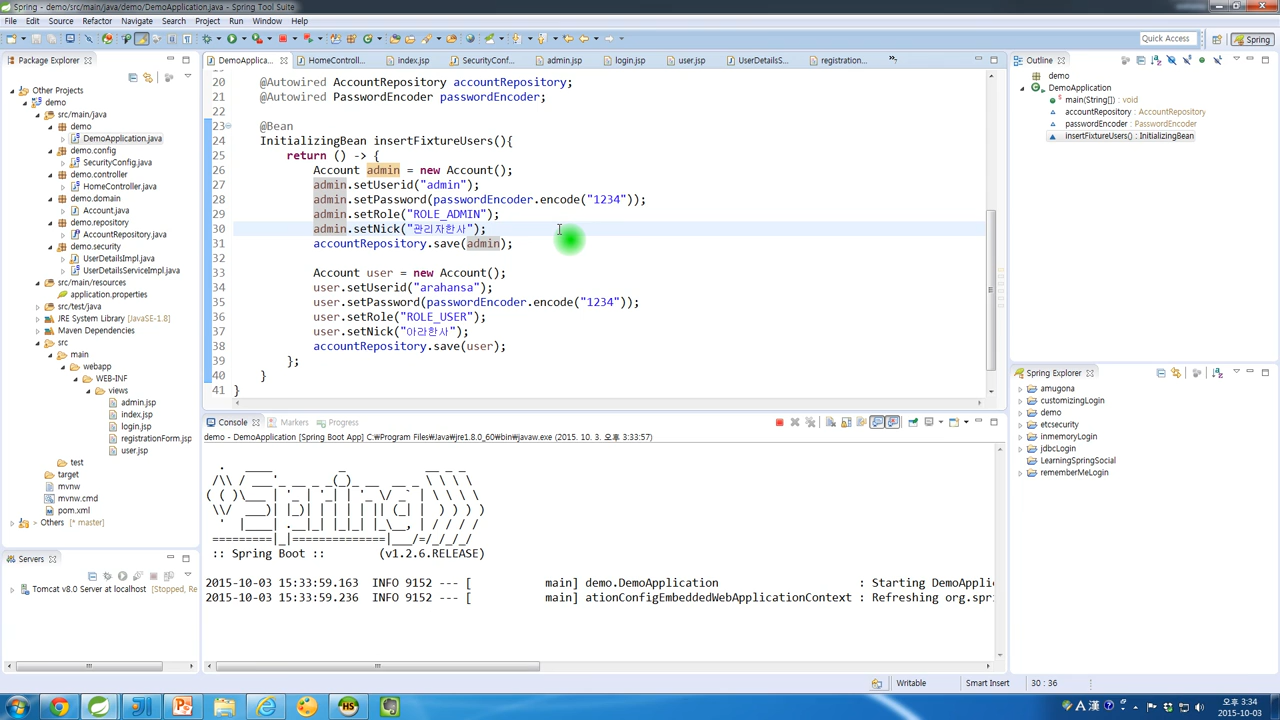 Spring - demo/src/main/java/demo/DemoApplication.java - Spring Tool Suite
File Edit Source Refactor Navigate Search Project Run Window Help
Quick Access
Spring
Package Explorer
Other Projects
demo
src/main/java
demo
DemoApplication.java
demo.config
SecurityConfig.java
demo.controller
HomeController.java
demo.domain
Account.java
demo.repository
AccountRepository.java
demo.security
UserDetailsImpl.java
UserDetailsServiceImpl.java
src/main/resources
application.properties
src/test/java
JRE System Library [JavaSE-1.8]
Maven Dependencies
src
main
webapp
WEB-INF
views
admin.jsp
index.jsp
login.jsp
registrationForm.jsp
user.jsp
test
target
mvnw
mvnw.cmd
pom.xml
Others [* master]
Servers
Tomcat v8.0 Server at localhost [Stopped, Re
DemoApplica... HomeControll... index.jsp SecurityConf... admin.jsp login.jsp user.jsp UserDetailsS... registration...
20 @Autowired AccountRepository accountRepository;
21 @Autowired PasswordEncoder passwordEncoder;
22
23 @Bean
24 InitializingBean insertFixtureUsers(){
25 return () -> {
26 Account admin = new Account();
27 admin.setUserid("admin");
28 admin.setPassword(passwordEncoder.encode("1234"));
29 admin.setRole("ROLE_ADMIN");
30 admin.setNick("관리자한사");
31 accountRepository.save(admin);
32
33 Account user = new Account();
34 user.setUserid("arahansa");
35 user.setPassword(passwordEncoder.encode("1234"));
36 user.setRole("ROLE_USER");
37 user.setNick("아라한사");
38 accountRepository.save(user);
39 };
40 }
41 }
Console Markers Progress
demo - DemoApplication [Spring Boot App] C:₩Program Files₩Java₩jre1.8.0_60₩bin₩javaw.exe (2015. 10. 3. 오후 3:33:57)
:: Spring Boot :: (v1.2.6.RELEASE)
2015-10-03 15:33:59.163 INFO 9152 --- [ main] demo.DemoApplication : Starting DemoAppli
2015-10-03 15:33:59.236 INFO 9152 --- [ main] ationConfigEmbeddedWebApplicationContext : Refreshing org.spr
Outline
demo
DemoApplication
main(String[]) : void
accountRepository : AccountRepository
passwordEncoder : PasswordEncoder
insertFixtureUsers() : InitializingBean
Spring Explorer
amugona
customizingLogin
demo
etcsecurity
inmemoryLogin
jdbcLogin
LearningSpringSocial
rememberMeLogin
Writable Smart Insert 30 : 36
A 漢
오후 3:34
2015-10-03